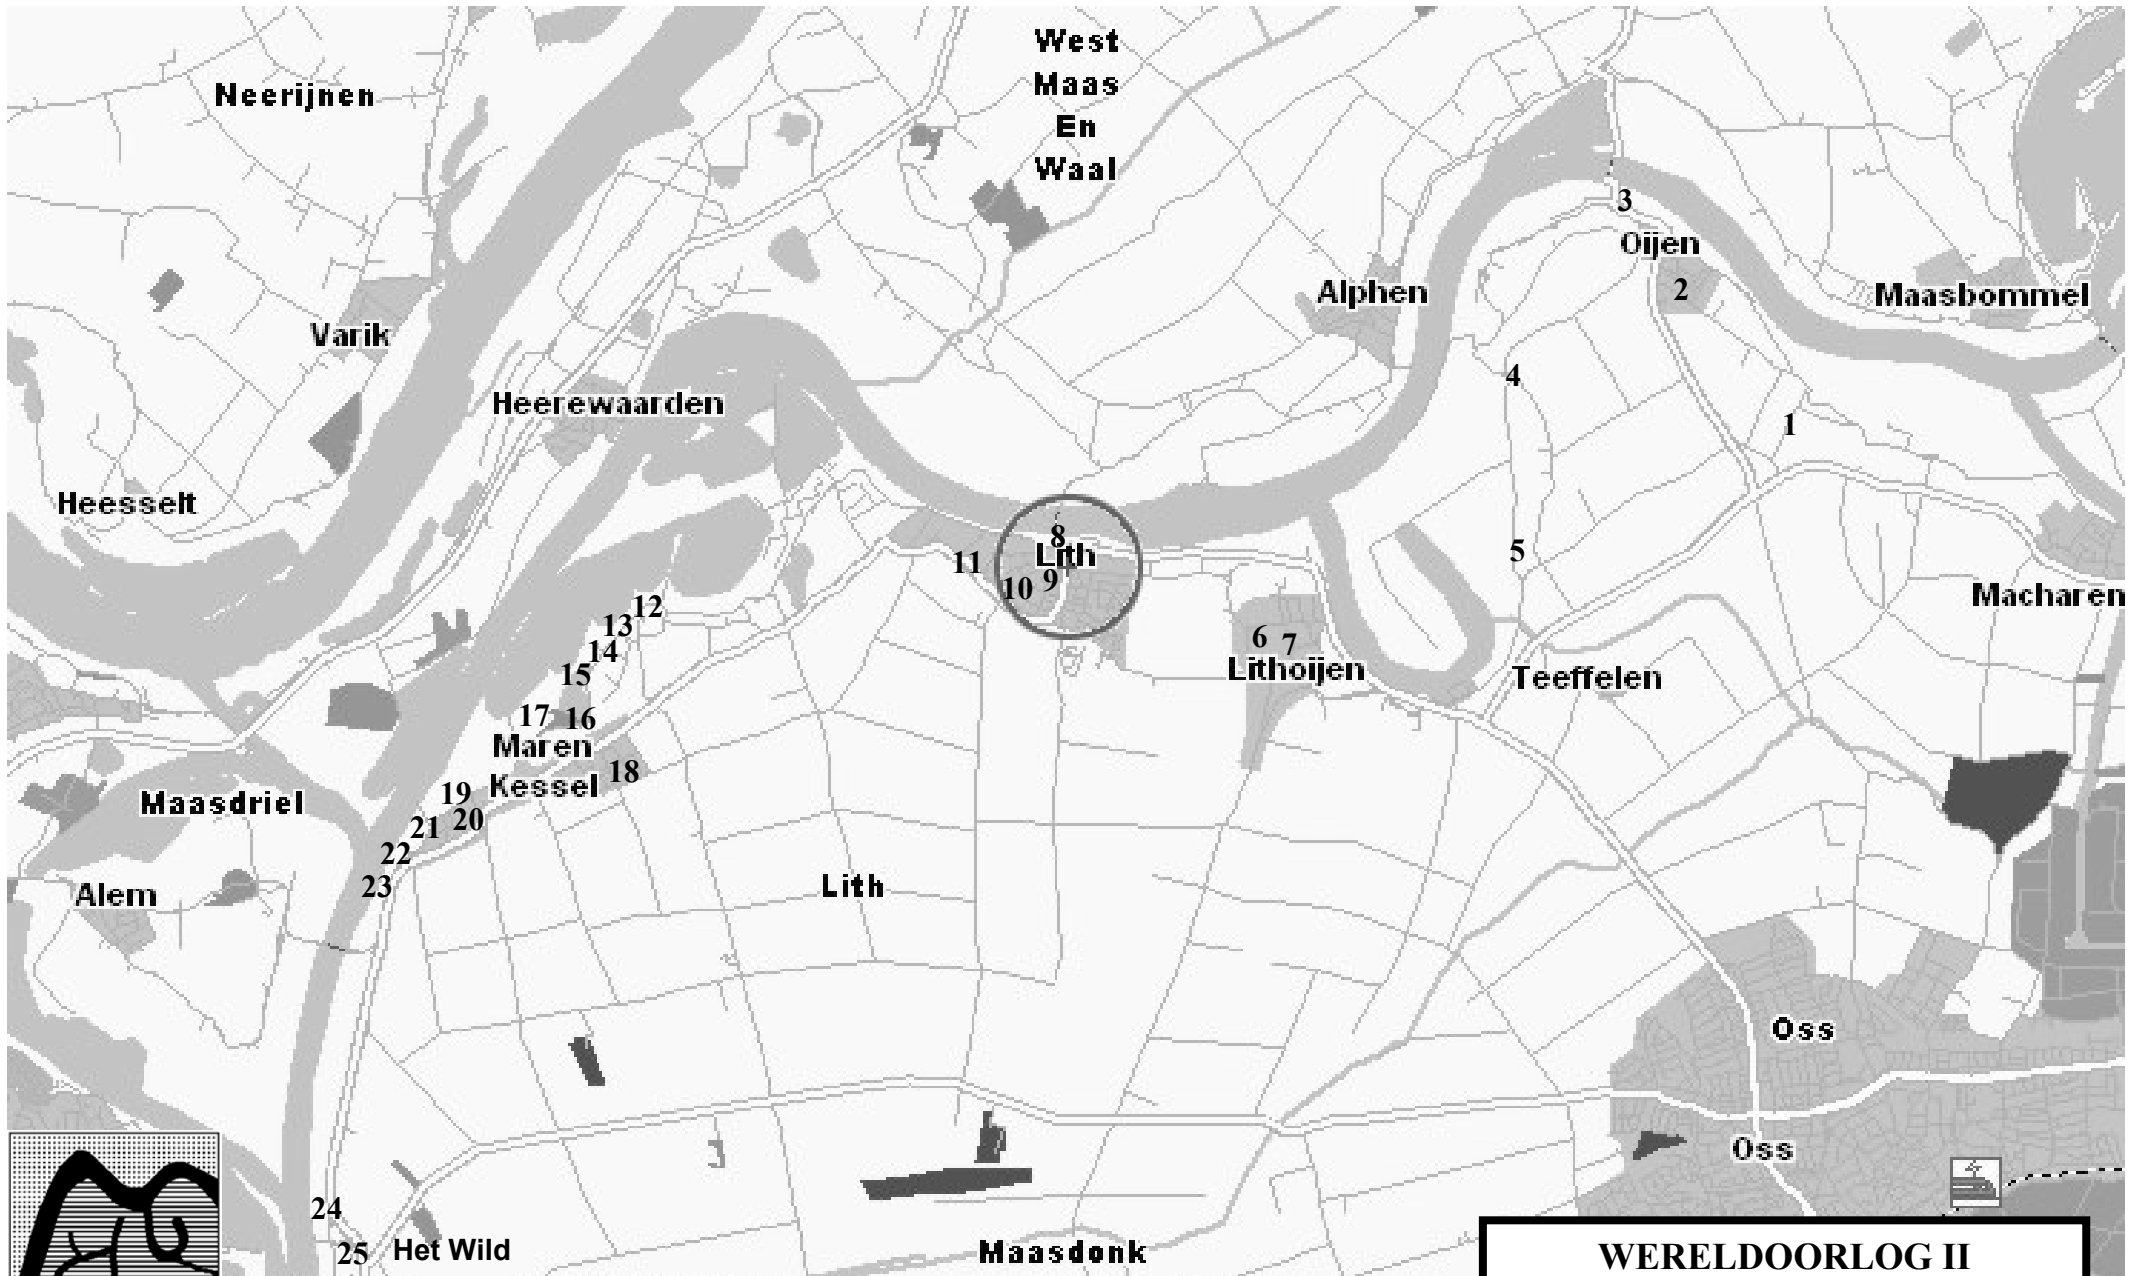 West
Maas
En
Waal
Neerijnen
3
Oijen
2
Alphen
Maasbommel
Varik
4
Heerewaarden
1
Heesselt
8
Lith
11
10
9
5
Macharen
12
13
14
15
6
7
Lithoijen
Teeffelen
17
16
Maren
Kessel
18
19
20
21
22
23
Maasdriel
Alem
Lith
Oss
Oss
24
25
Het Wild
Maasdonk
WERELDOORLOG II